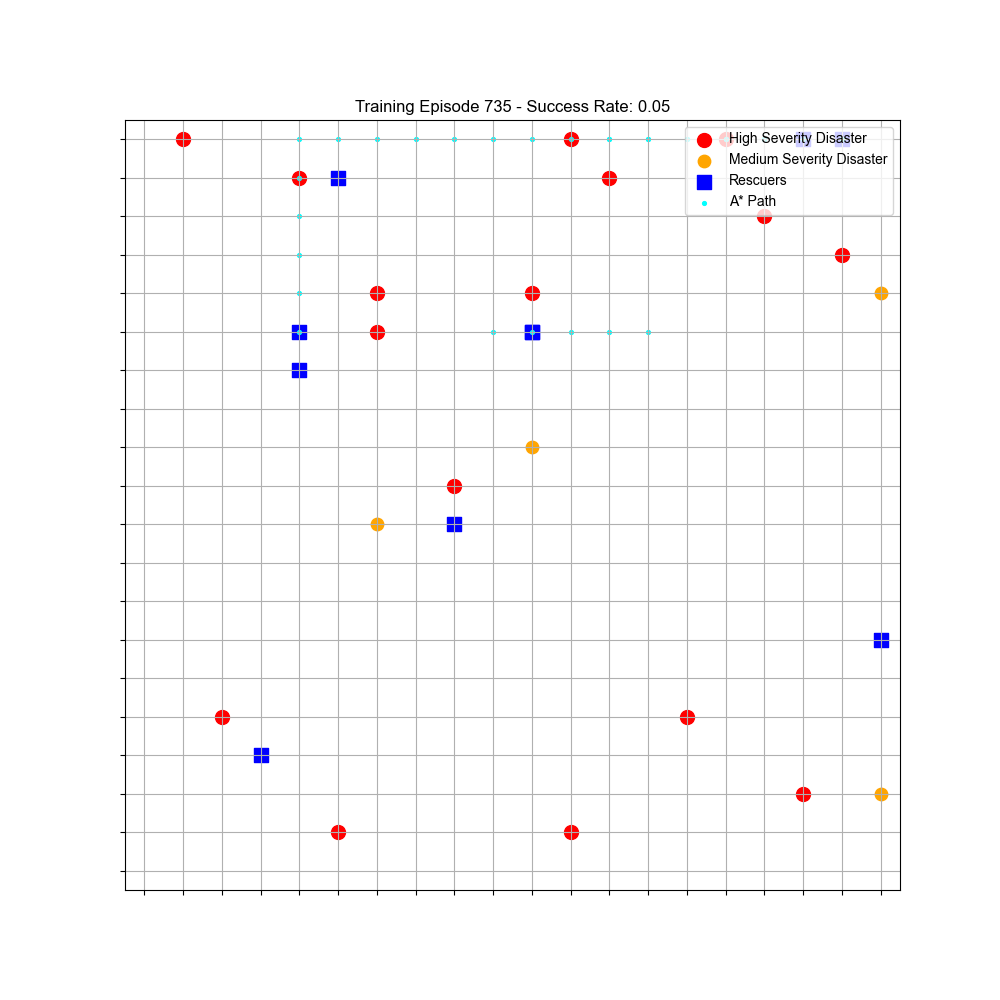 Training Episode 735 - Success Rate: 0.05
High Severity Disaster
Medium Severity Disaster
Rescuers
A* Path